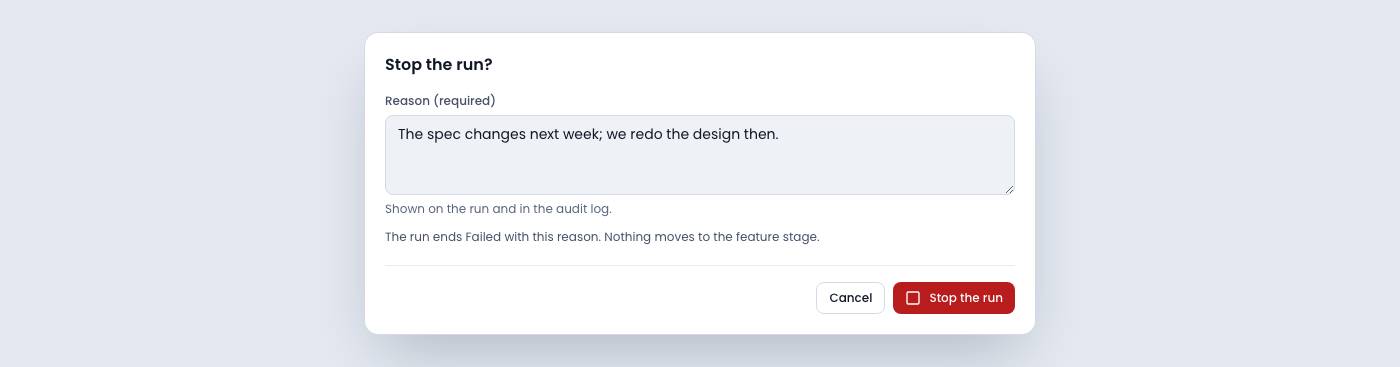 Stop the run?
Reason (required)
The spec changes next week; we redo the design then.
Shown on the run and in the audit log.
The run ends Failed with this reason. Nothing moves to the feature stage.
Cancel
Stop the run